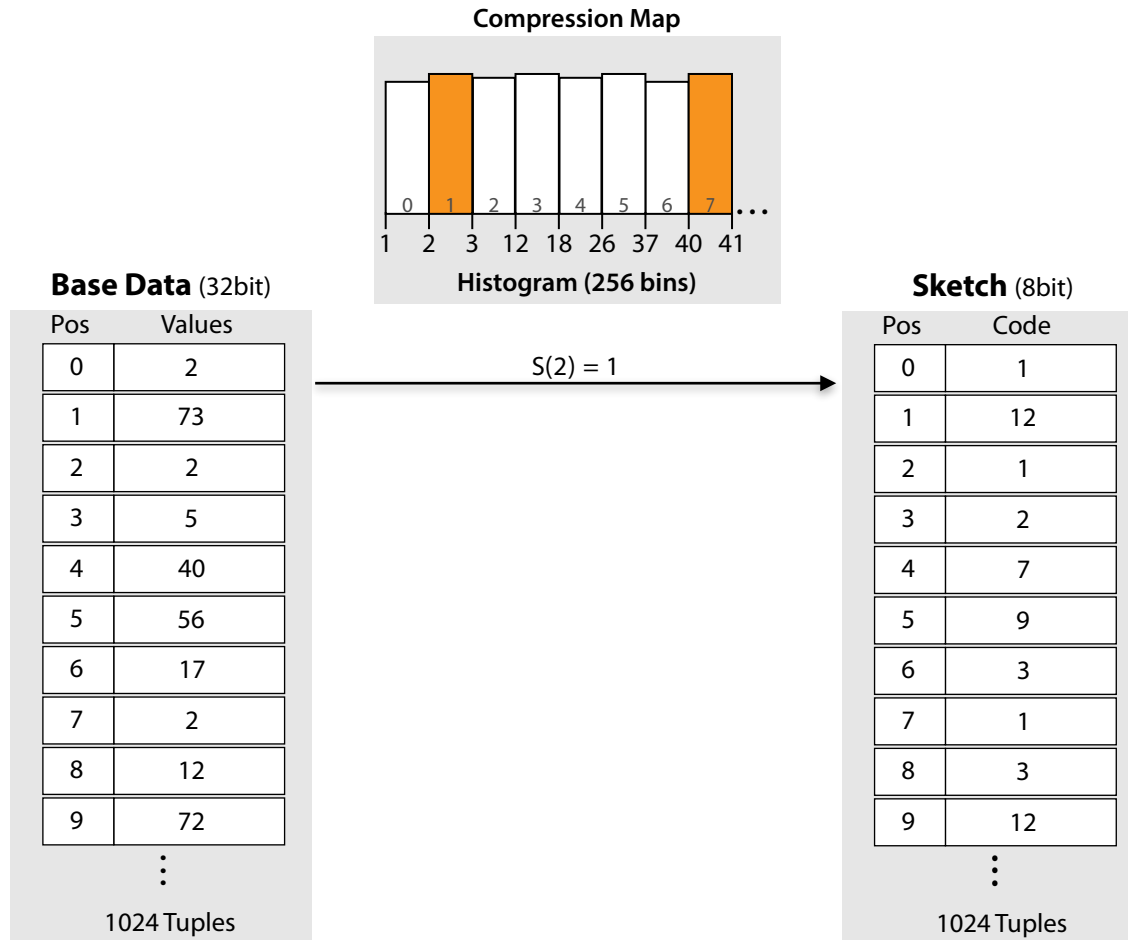 Compression Map
0 1 2 3 4 5 6 7 ...
1 2 3 12 18 26 37 40 41
Histogram (256 bins)
Base Data (32bit)
Pos Values
0 2
1 73
2 2
3 5
4 40
5 56
6 17
7 2
8 12
9 72
⋮
1024 Tuples
S(2) = 1
Sketch (8bit)
Pos Code
0 1
1 12
2 1
3 2
4 7
5 9
6 3
7 1
8 3
9 12
⋮
1024 Tuples